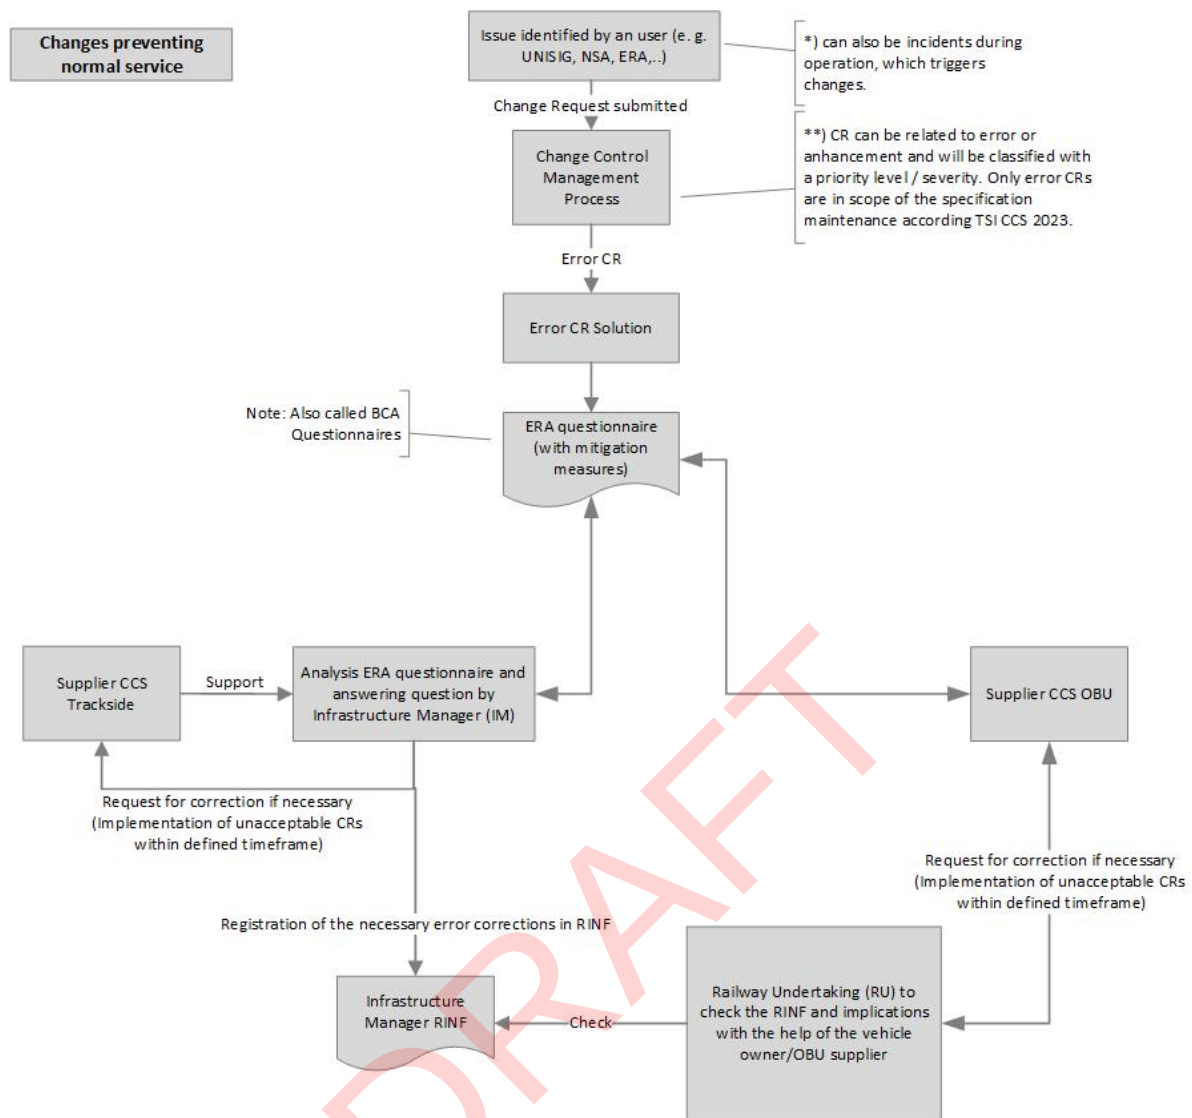 Changes preventing
normal service
Issue identified by an user (e. g.
UNISIG, NSA, ERA,..)
*) can also be incidents during
operation, which triggers
changes.
Change Request submitted
**) CR can be related to error or
anhancement and will be classified with
a priority level / severity. Only error CRs
are in scope of the specification
maintenance according TSI CCS 2023.
Change Control
Management
Process
Error CR
Error CR Solution
Note: Also called BCA
Questionnaires
ERA questionnaire
(with mitigation
measures)
Supplier CCS
Trackside
Support
Analysis ERA questionnaire and
answering question by
Infrastructure Manager (IM)
Supplier CCS OBU
Request for correction if necessary
(Implementation of unacceptable CRs
within defined timeframe)
Request for correction if necessary
(Implementation of unacceptable CRs
within defined timeframe)
Registration of the necessary error corrections in RINF
Infrastructure
Manager RINF
Check
Railway Undertaking (RU) to
check the RINF and implications
with the help of the vehicle
owner/OBU supplier
DRAFT